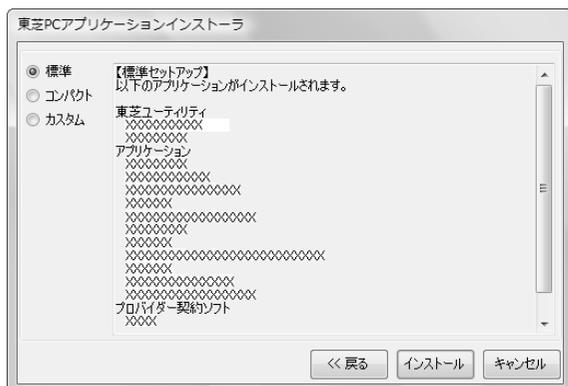 東芝PCアプリケーションインストーラ
標準
コンパクト
カスタム
【標準セットアップ】
以下のアプリケーションがインストールされます。
東芝ユーティリティ
XXXXXXXXXX
XXXXXXXX
アプリケーション
XXXXXXXX
XXXXXXXXXXX
XXXXXXXXXXXXXXX
XXXXXX
XXXXXXXXXXXXXXXXX
XXXXXXXX
XXXXXX
XXXXXXXXXXXXXXXXXXXXXXXXXX
XXXXXX
XXXXXXXXXXXXXX
XXXXXXXXXXXXXXXXX
プロバイダー契約ソフト
XXXX
<< 戻る
インストール
キャンセル